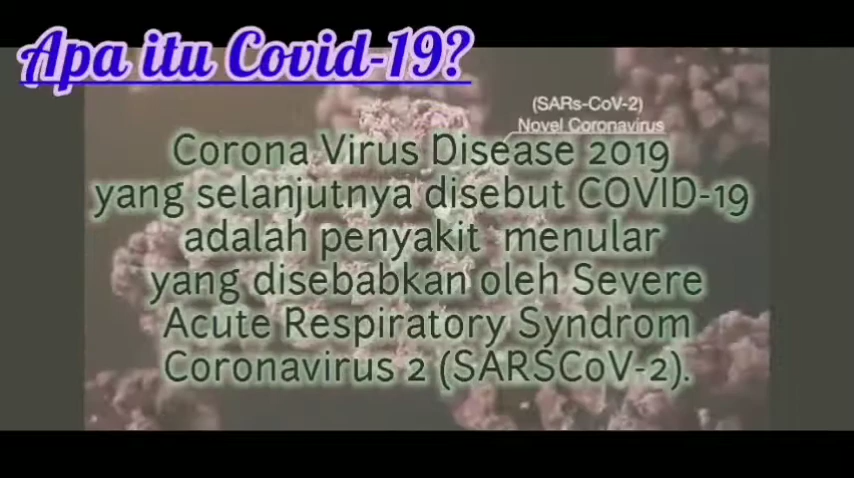 Apa itu Covid-19?
(SARs-CoV-2)
Novel Coronavirus
Corona Virus Disease 2019
yang selanjutnya disebut COVID-19
adalah penyakit menular
yang disebabkan oleh Severe
Acute Respiratory Syndrom
Coronavirus 2 (SARSCoV-2).